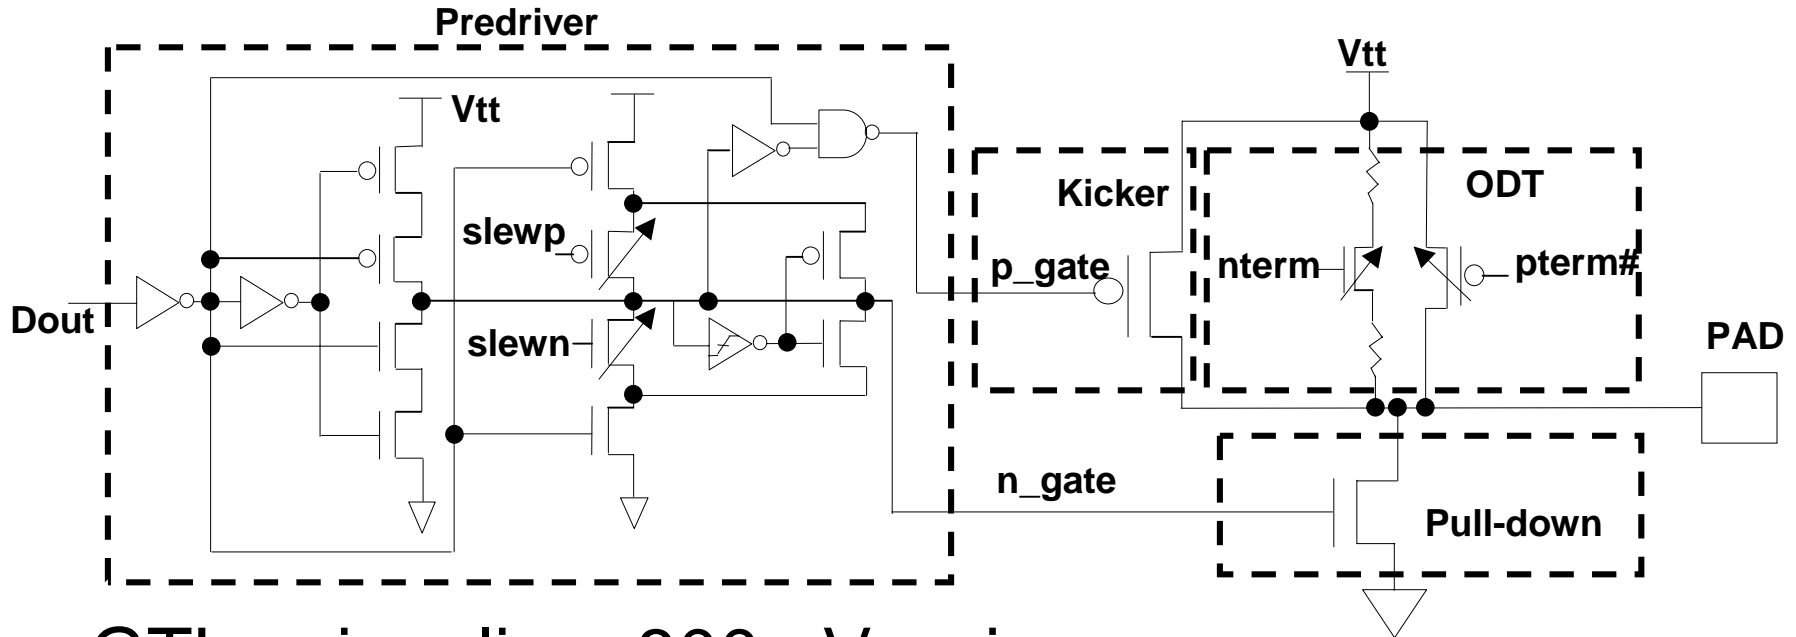 Predriver
Vtt
Vtt
Kicker
ODT
slewp
p_gate
nterm
pterm#
Dout
slewn
PAD
n_gate
Pull-down